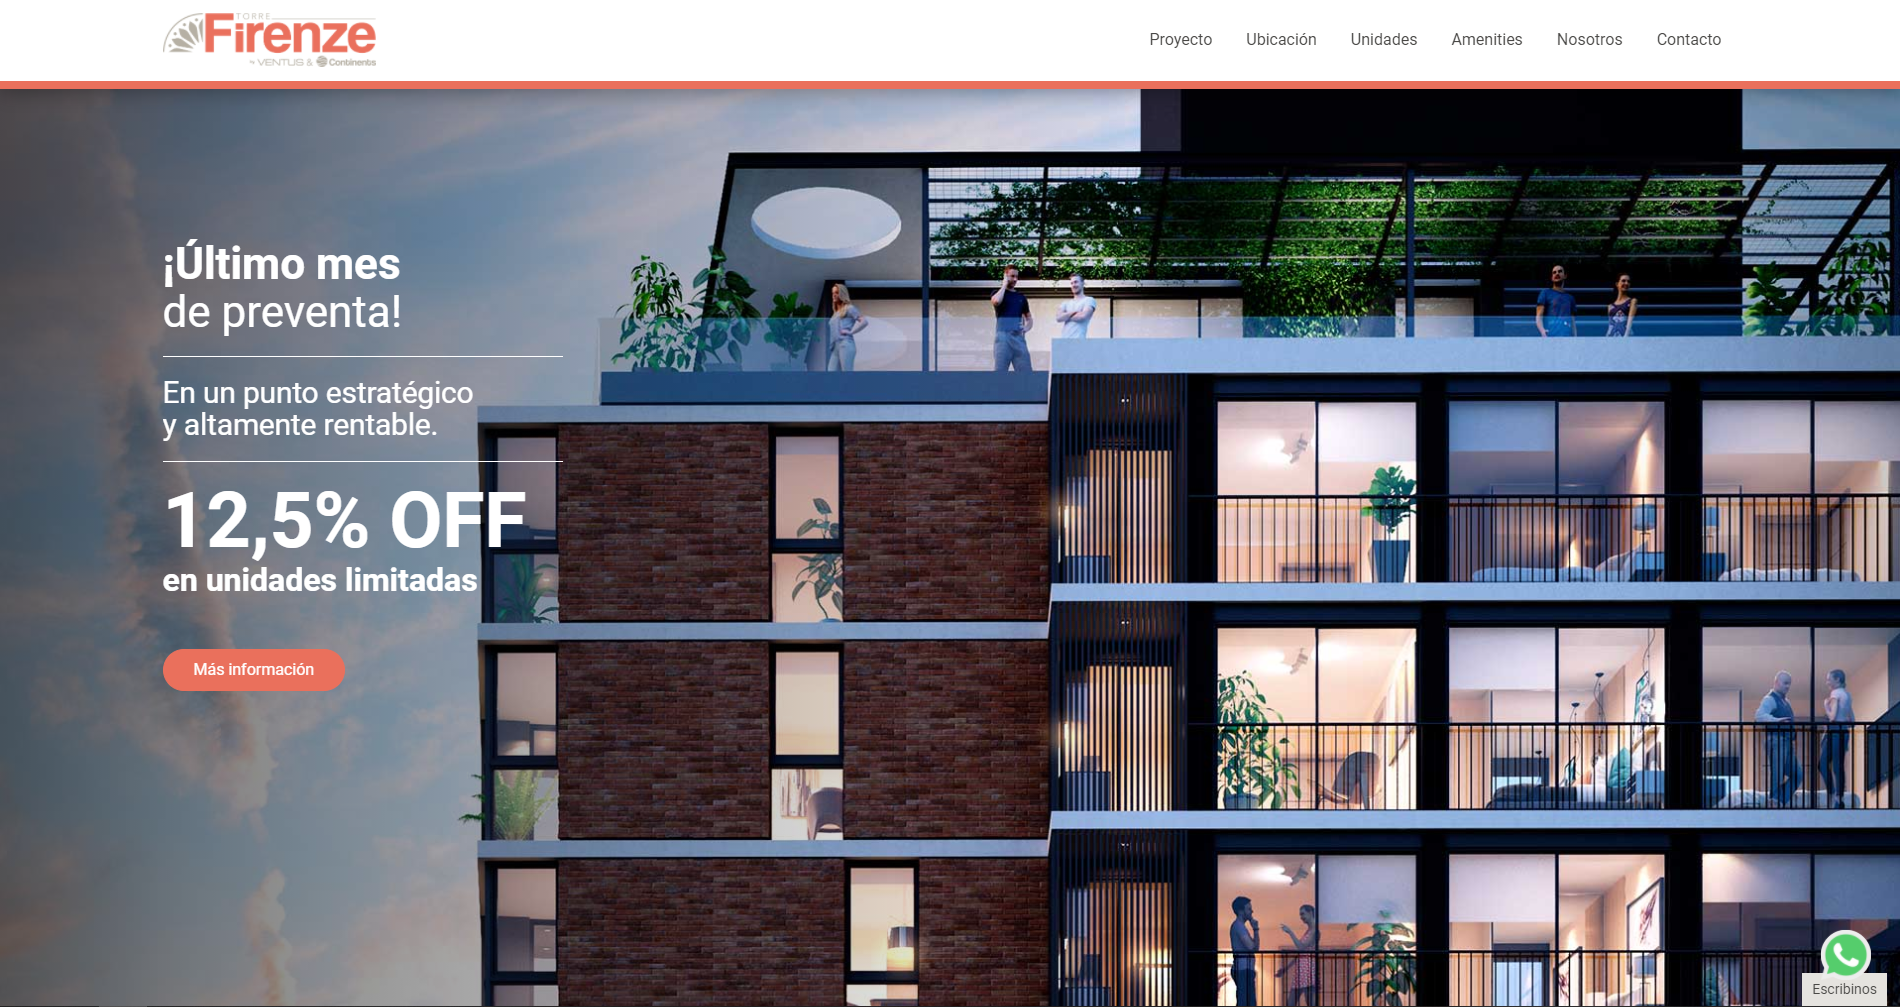 TORRE
Firenze
by VENTUS & Continentis
Proyecto
Ubicación
Unidades
Amenities
Nosotros
Contacto
¡Último mes
de preventa!
En un punto estratégico
y altamente rentable.
12,5% OFF
en unidades limitadas
Más información
Escribinos